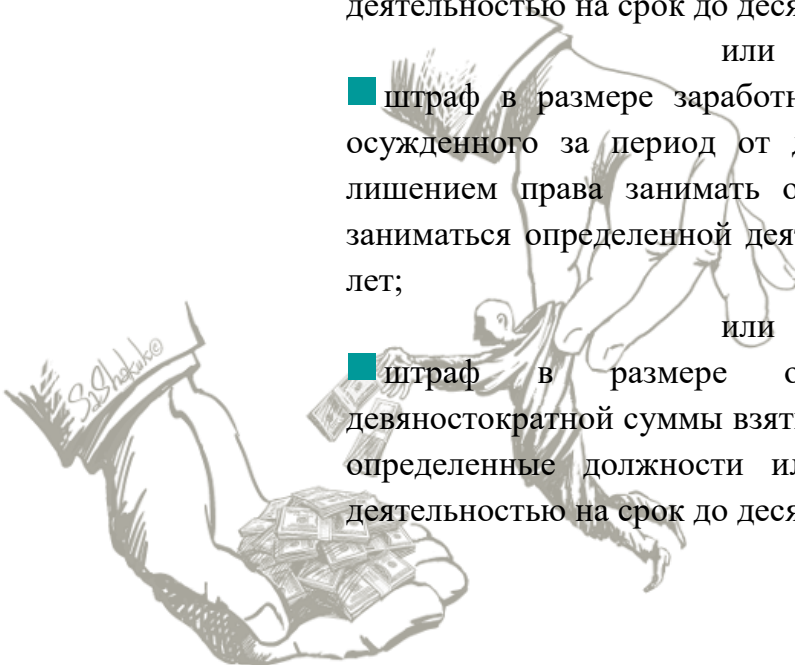 деятельностью на срок до деся
или
штраф в размере заработн
осужденного за период от д
лишением права занимать о
заниматься определенной дея
лет;
или
штраф в размере о
девяностократной суммы взят
определенные должности ил
деятельностью на срок до деся